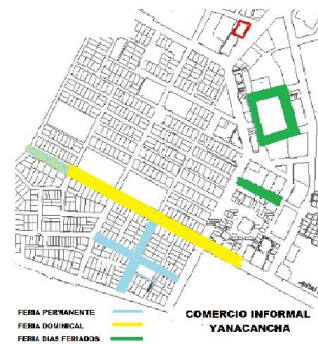 FERIA PERMANENTE
FERIA DOMINICAL
FERIA DIAS FERIADOS
COMERCIO INFORMAL
YANACANCHA